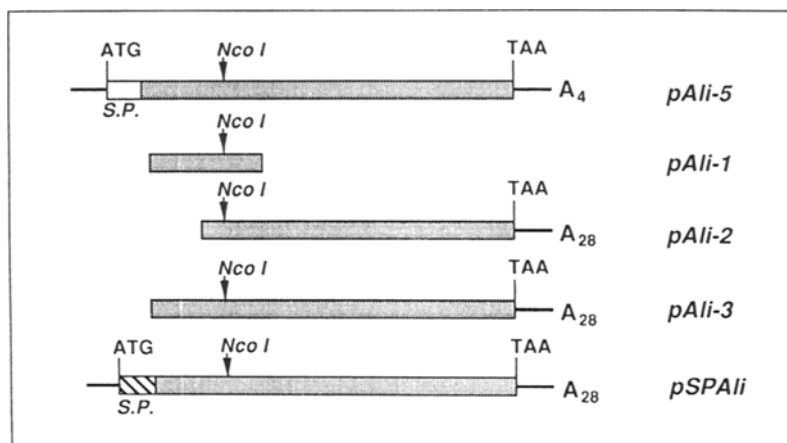 ATG Nco I TAA
A4 pAli-5
S.P.
Nco I
pAli-1
Nco I TAA
A28 pAli-2
Nco I TAA
A28 pAli-3
ATG Nco I TAA
A28 pSPAli
S.P.